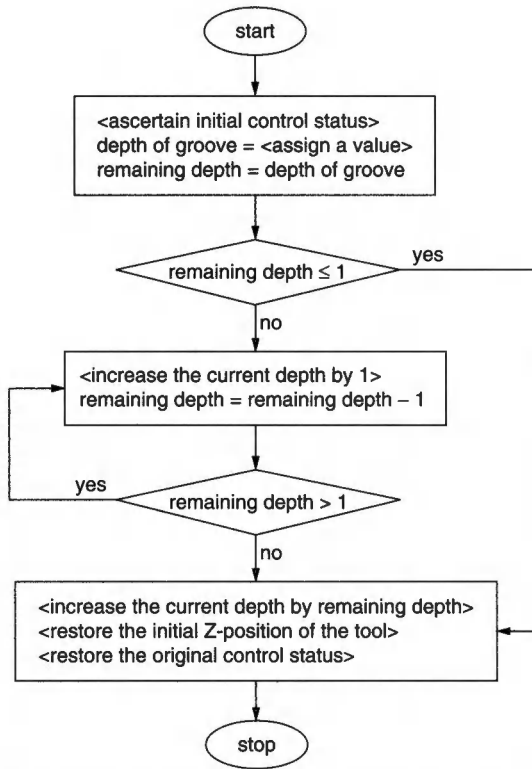 start
<ascertain initial control status>
depth of groove = <assign a value>
remaining depth = depth of groove
remaining depth ≤ 1
yes
no
<increase the current depth by 1>
remaining depth = remaining depth – 1
yes
remaining depth > 1
no
<increase the current depth by remaining depth>
<restore the initial Z-position of the tool>
<restore the original control status>
stop